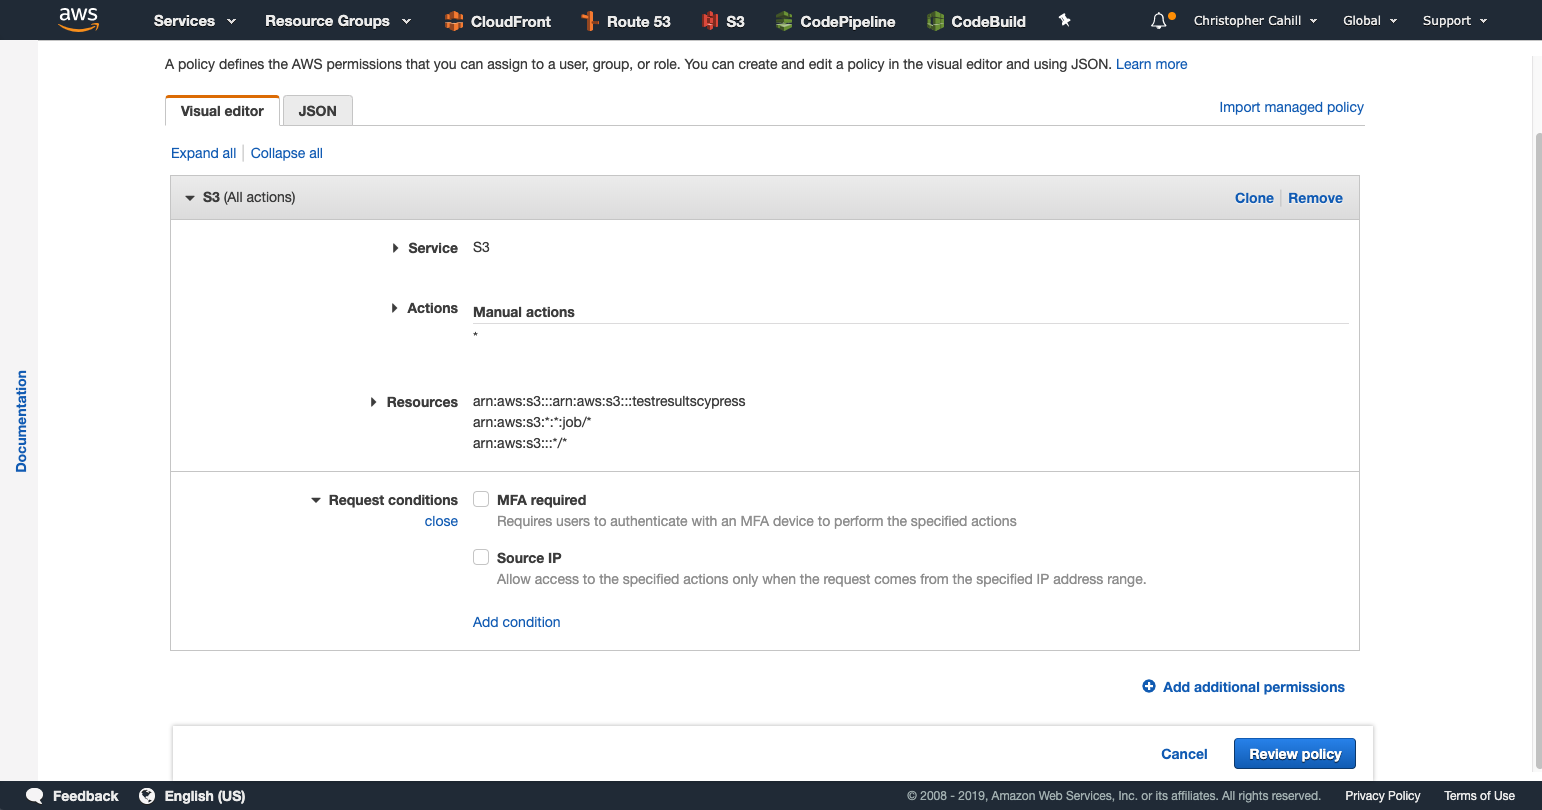 aws Services Resource Groups CloudFront Route 53 S3 CodePipeline CodeBuild Christopher Cahill Global Support
A policy defines the AWS permissions that you can assign to a user, group, or role. You can create and edit a policy in the visual editor and using JSON. Learn more
Visual editor JSON Import managed policy
Expand all Collapse all
S3 (All actions) Clone Remove
Service S3
Actions Manual actions
*
Resources arn:aws:s3:::arn:aws:s3:::testresultscypress
arn:aws:s3:*:*:job/*
arn:aws:s3:::*/*
Request conditions MFA required
close Requires users to authenticate with an MFA device to perform the specified actions
Source IP
Allow access to the specified actions only when the request comes from the specified IP address range.
Add condition
Add additional permissions
Cancel Review policy
Documentation
Feedback English (US) © 2008 - 2019, Amazon Web Services, Inc. or its affiliates. All rights reserved. Privacy Policy Terms of Use